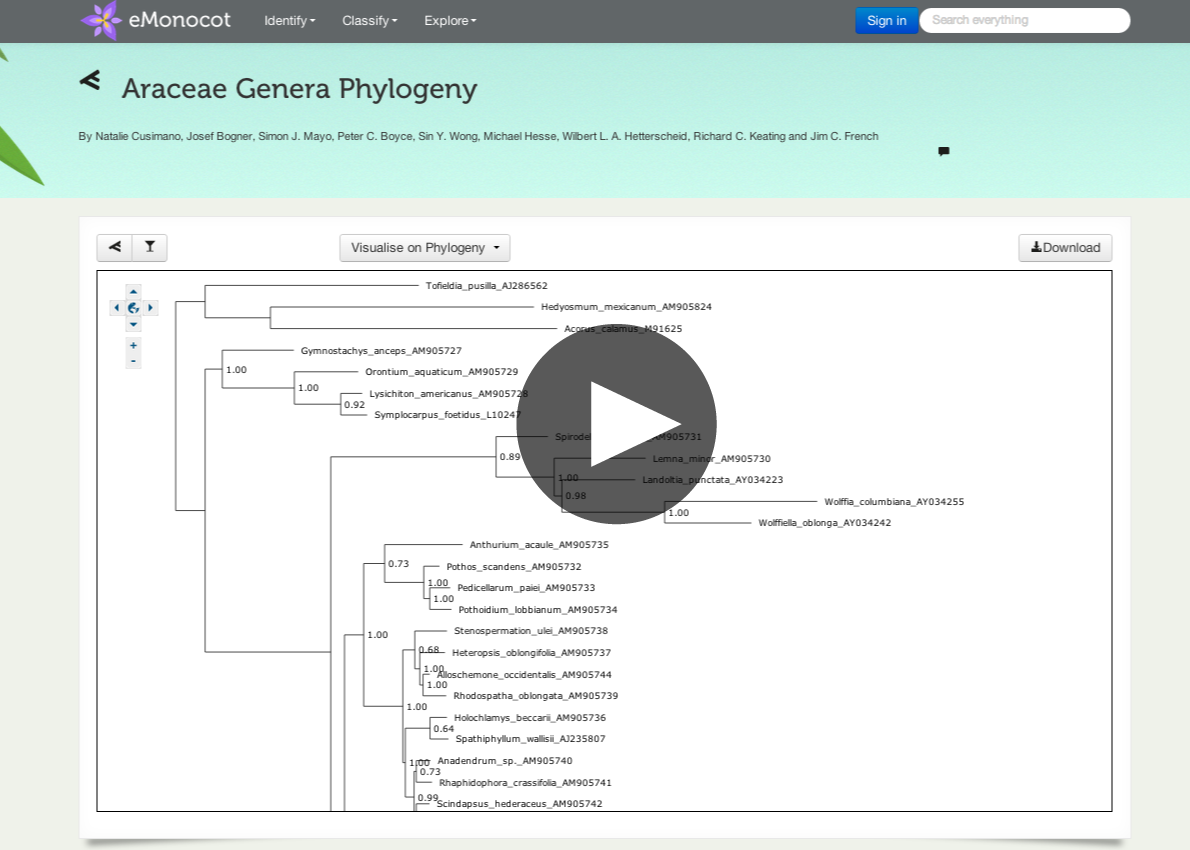 eMonocot Identify Classify Explore Sign in Search everything
Araceae Genera Phylogeny
By Natalie Cusimano, Josef Bogner, Simon J. Mayo, Peter C. Boyce, Sin Y. Wong, Michael Hesse, Wilbert L. A. Hetterscheid, Richard C. Keating and Jim C. French
Visualise on Phylogeny Download
Tofieldia_pusilla_AJ286562
Hedyosmum_mexicanum_AM905824
Acorus_calamus_M91625
Gymnostachys_anceps_AM905727
1.00
Orontium_aquaticum_AM905729
1.00
Lysichiton_americanus_AM905728
0.92
Symplocarpus_foetidus_L10247
Spirodel AM905731
0.89
Lemna_minor_AM905730
1.00
Landoltia_punctata_AY034223
0.98
Wolffia_columbiana_AY034255
1.00
Wolffiella_oblonga_AY034242
Anthurium_acaule_AM905735
0.73
Pothos_scandens_AM905732
1.00
Pedicellarum_paiei_AM905733
1.00
Pothoidium_lobbianum_AM905734
Stenospermation_ulei_AM905738
1.00
0.68
Heteropsis_oblongifolia_AM905737
1.00
Alloschemone_occidentalis_AM905744
1.00
Rhodospatha_oblongata_AM905739
1.00
Holochlamys_beccarii_AM905736
0.64
Spathiphyllum_wallisii_AJ235807
1.00
Anadendrum_sp._AM905740
0.73
Rhaphidophora_crassifolia_AM905741
0.99
Scindapsus_hederaceus_AM905742